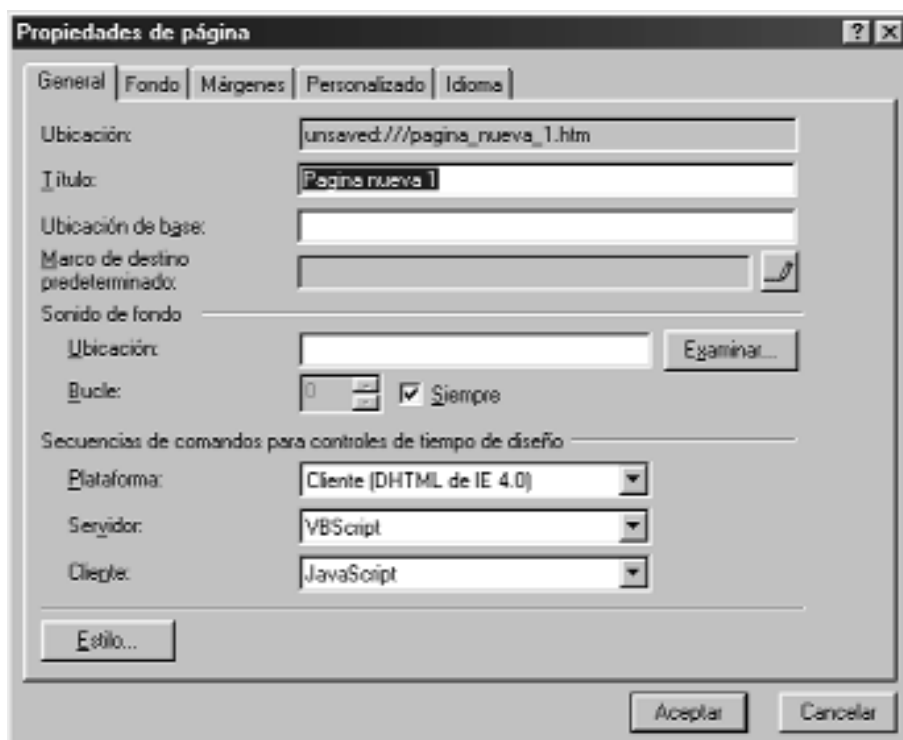 Propiedades de página
General Fondo Márgenes Personalizado Idioma
Ubicación: unsaved:///pagina_nueva_1.htm
Título: Pagina nueva 1
Ubicación de base:
Marco de destino
predeterminado:
Sonido de fondo
Ubicación: Examinar...
Bucle: 0 Siempre
Secuencias de comandos para controles de tiempo de diseño
Plataforma: Cliente (DHTML de IE 4.0)
Servidor: VBScript
Cliente: JavaScript
Estilo...
Aceptar Cancelar